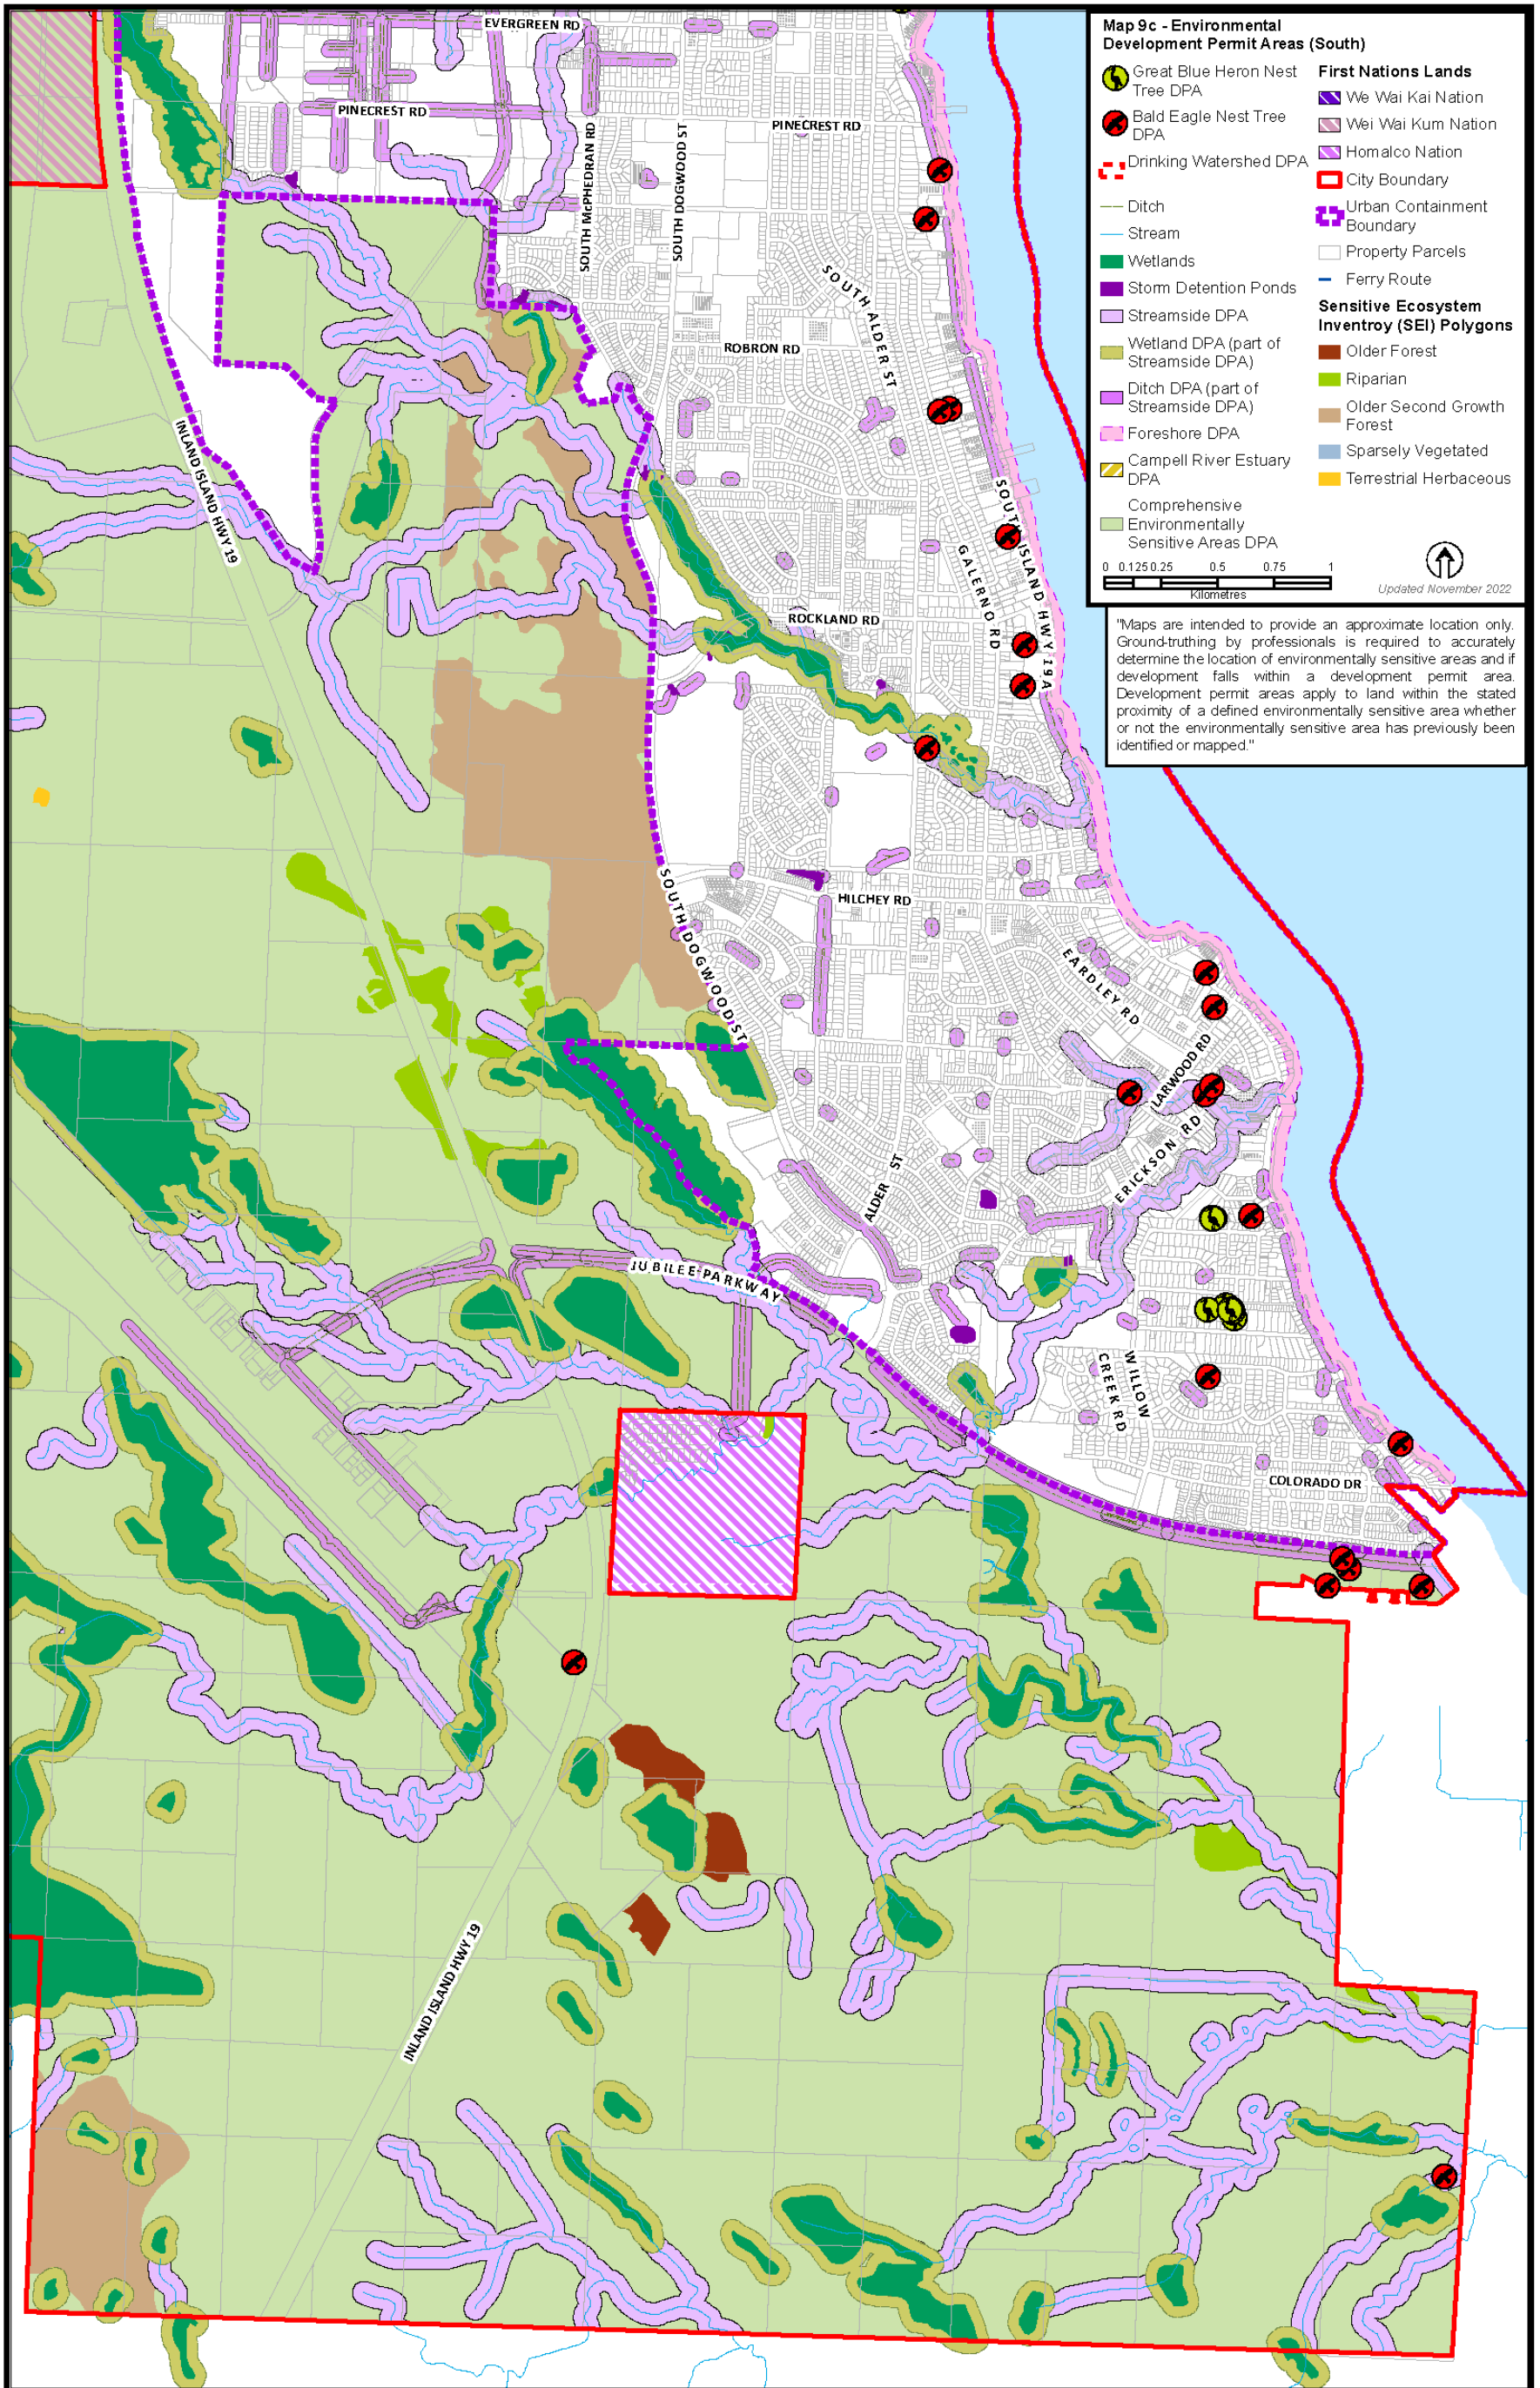 Map 9c - Environmental
Development Permit Areas (South)
Great Blue Heron Nest
Tree DPA
Bald Eagle Nest Tree
DPA
Drinking Watershed DPA
Ditch
Stream
Wetlands
Storm Detention Ponds
Streamside DPA
Wetland DPA (part of
Streamside DPA)
Ditch DPA (part of
Streamside DPA)
Foreshore DPA
Campell River Estuary
DPA
Comprehensive
Environmentally
Sensitive Areas DPA
First Nations Lands
We Wai Kai Nation
Wei Wai Kum Nation
Homalco Nation
City Boundary
Urban Containment
Boundary
Property Parcels
Ferry Route
Sensitive Ecosystem
Inventroy (SEI) Polygons
Older Forest
Riparian
Older Second Growth
Forest
Sparsely Vegetated
Terrestrial Herbaceous
0 0.125 0.25 0.5 0.75 1
Kilometres
Updated November 2022
"Maps are intended to provide an approximate location only.
Ground-truthing by professionals is required to accurately
determine the location of environmentally sensitive areas and if
development falls within a development permit area.
Development permit areas apply to land within the stated
proximity of a defined environmentally sensitive area whether
or not the environmentally sensitive area has previously been
identified or mapped."
EVERGREEN RD
PINECREST RD
PINECREST RD
SOUTH McPHEDRAN RD
SOUTH DOGWOOD ST
SOUTH ALDER ST
ROBRON RD
INLAND ISLAND HWY 19
SOUTH ISLAND HWY 19A
GALERNO RD
ROCKLAND RD
SOUTH DOGWOOD ST
HILCHEY RD
EARDLEY RD
LARWOOD RD
ERICKSON RD
ALDER ST
JUBILEE PARKWAY
WILLOW
CREEK RD
COLORADO DR
INLAND ISLAND HWY 19